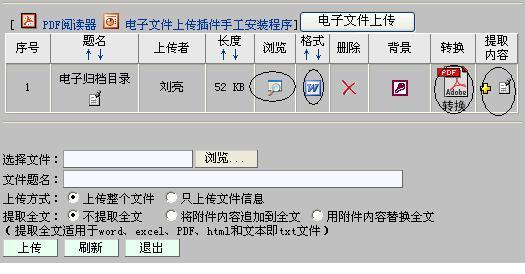 [ PDF阅读器 电子文件上传插件手工安装程序 ] 电子文件上传
序号 题名 ↑↓ 上传者 长度 ↑↓ 浏览 格式 ↑↓ 删除 背景 转换 提取内容
1 电子归档目录 刘亮 52 KB W PDF Adobe 转换
选择文件： 浏览...
文件题名：
上传方式： 上传整个文件 只上传文件信息
提取全文： 不提取全文 将附件内容追加到全文 用附件内容替换全文
（ 提取全文适用于word、excel、PDF、html和文本即txt文件）
上传 刷新 退出